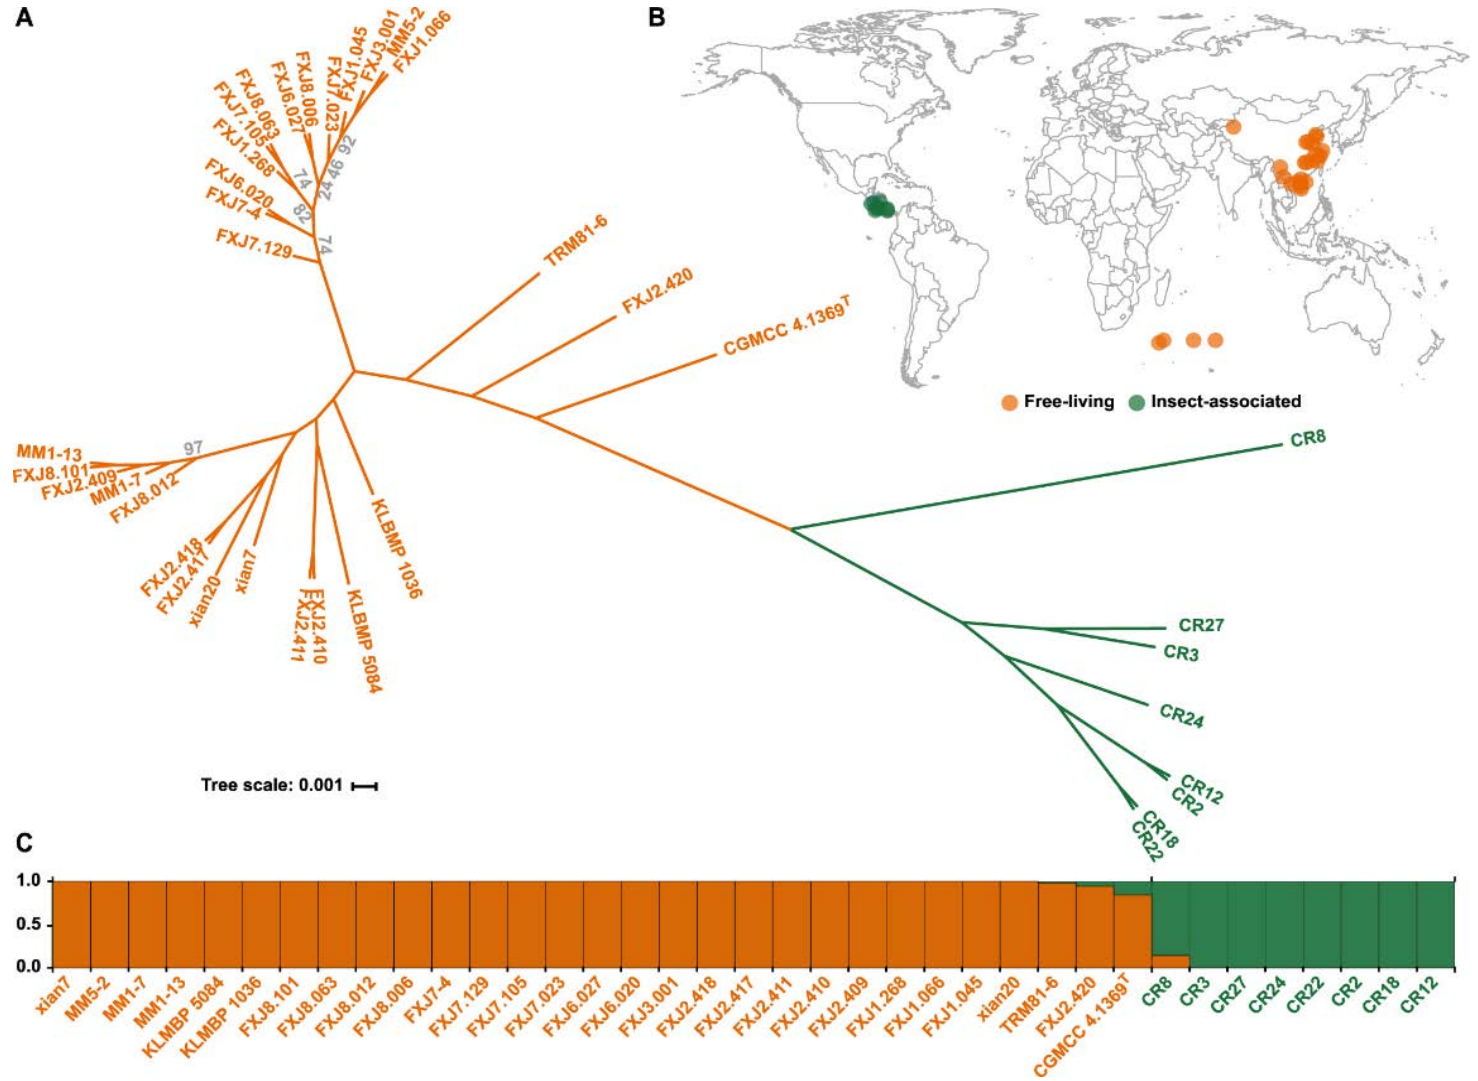 A
FXJ8.063
FXJ7.105
FXJ1.268
FXJ6.020
FXJ7-4
FXJ7.129
FXJ6.027
FXJ8.006
FXJ7.023
FXJ1.045
FXJ3.001
MM5-2
FXJ1.066
92
46
24
74
82
74
TRM81-6
FXJ2.420
CGMCC 4.1369T
MM1-13
FXJ8.101
FXJ2.409
MM1-7
FXJ8.012
97
FXJ2.418
FXJ2.417
xian20
xian7
FXJ2.411
FXJ2.410
KLBMP 5084
KLBMP 1036
CR8
CR27
CR3
CR24
CR12
CR2
CR18
CR22
Tree scale: 0.001
B
Free-living
Insect-associated
C
1.0
0.5
0.0
xian7
MM5-2
MM1-7
MM1-13
KLMBP 5084
KLMBP 1036
FXJ8.101
FXJ8.063
FXJ8.012
FXJ8.006
FXJ7-4
FXJ7.129
FXJ7.105
FXJ7.023
FXJ6.027
FXJ6.020
FXJ3.001
FXJ2.418
FXJ2.417
FXJ2.411
FXJ2.410
FXJ2.409
FXJ1.268
FXJ1.066
FXJ1.045
xian20
TRM81-6
FXJ2.420
CGMCC 4.1369T
CR8
CR3
CR27
CR24
CR22
CR2
CR18
CR12